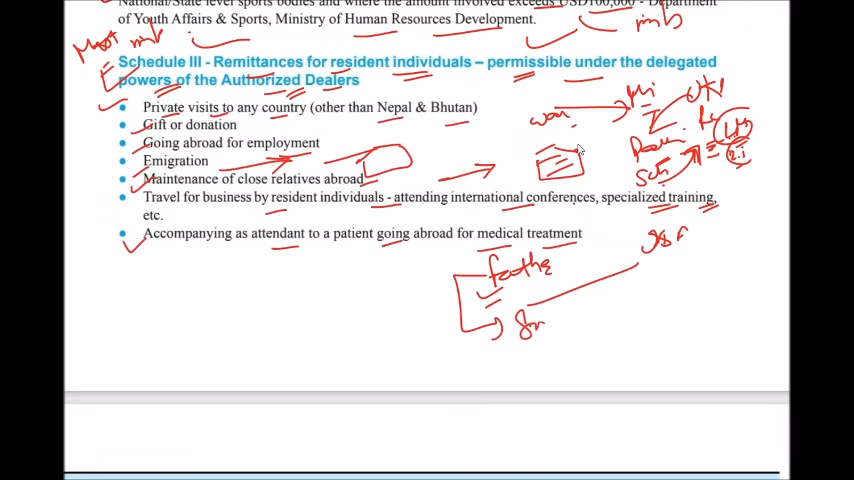 National/State level sports bodies and where the amount involved exceeds USD100,000 - Department
of Youth Affairs & Sports, Ministry of Human Resources Development.
Schedule III - Remittances for resident individuals – permissible under the delegated
powers of the Authorized Dealers
Private visits to any country (other than Nepal & Bhutan)
Gift or donation
Going abroad for employment
Emigration
Maintenance of close relatives abroad
Travel for business by resident individuals - attending international conferences, specialized training,
etc.
Accompanying as attendant to a patient going abroad for medical treatment